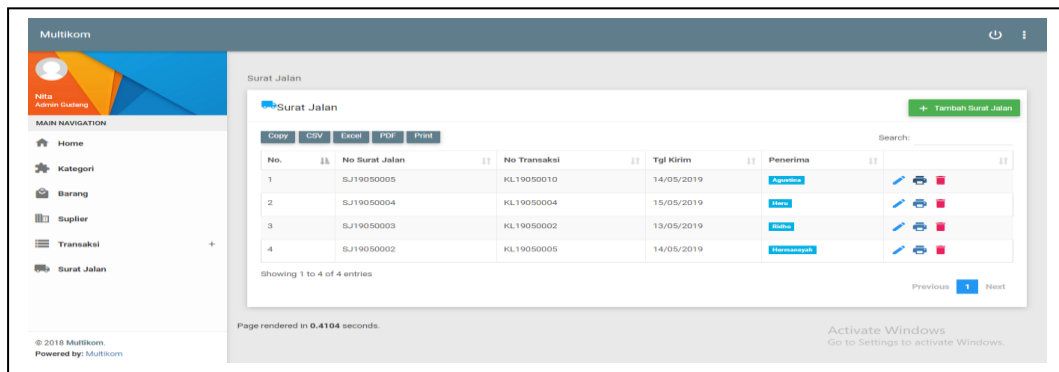 Multikom
Nita
Admin Gudang
MAIN NAVIGATION
Home
Kategori
Barang
Suplier
Transaksi +
Surat Jalan
© 2018 Multikom.
Powered by: Multikom
Surat Jalan
Surat Jalan
+ Tambah Surat Jalan
Copy CSV Excel PDF Print
Search:
No. No Surat Jalan No Transaksi Tgl Kirim Penerima
1 SJ19050005 KL19050010 14/05/2019 Agustina
2 SJ19050004 KL19050004 15/05/2019 Heru
3 SJ19050003 KL19050002 13/05/2019 Ridho
4 SJ19050002 KL19050005 14/05/2019 Hermansyah
Showing 1 to 4 of 4 entries
Previous 1 Next
Page rendered in 0.4104 seconds.
Activate Windows
Go to Settings to activate Windows.